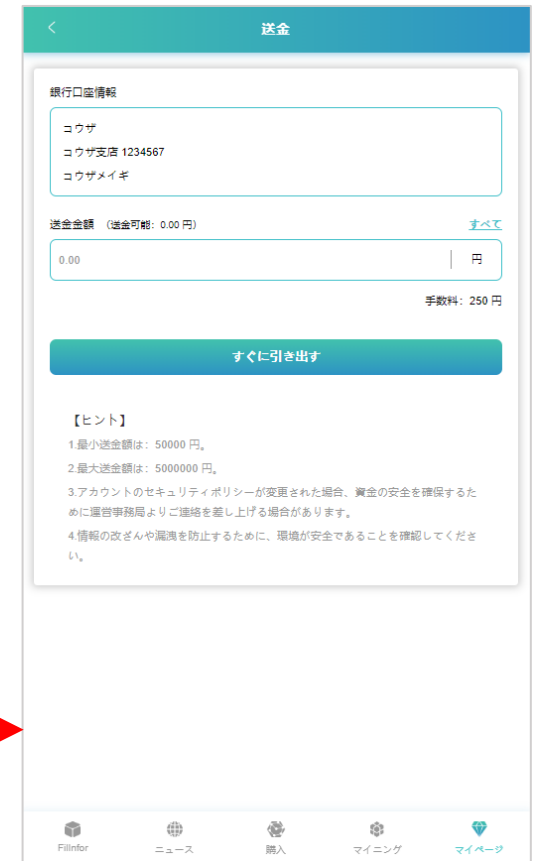 送金
銀行口座情報
コウザ
コウザ支店 1234567
コウザメイギ
送金金額 （送金可能：0.00 円） すべて
0.00 円
手数料：250 円
すぐに引き出す
【ヒント】
1.最小送金額は：50000 円。
2.最大送金額は：5000000 円。
3.アカウントのセキュリティポリシーが変更された場合、資金の安全を確保するた
めに運営事務局よりご連絡を差し上げる場合があります。
4.情報の改ざんや漏洩を防止するために、環境が安全であることを確認してくださ
い。
FilInfor ニュース 購入 マイニング マイページ